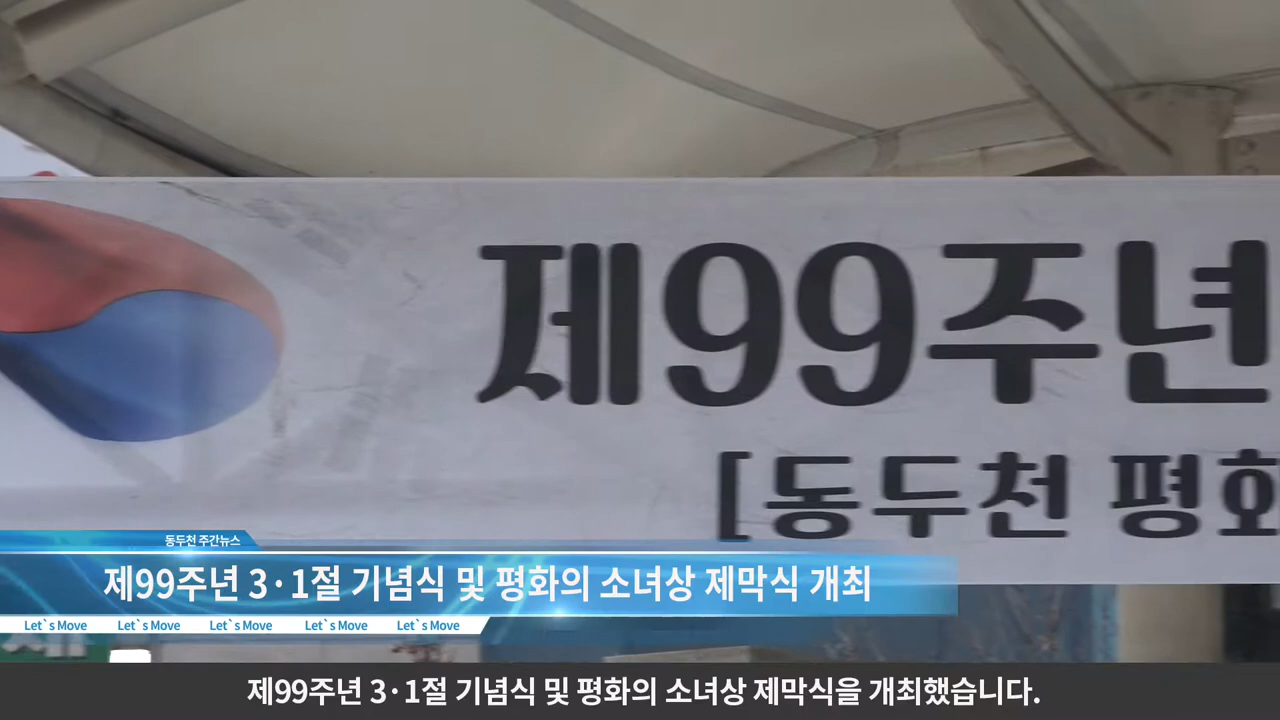 제99주년
[동두천 평화
동두천 주간뉴스
제99주년 3·1절 기념식 및 평화의 소녀상 제막식 개최
Let`s Move Let`s Move Let`s Move Let`s Move Let`s Move
제99주년 3·1절 기념식 및 평화의 소녀상 제막식을 개최했습니다.